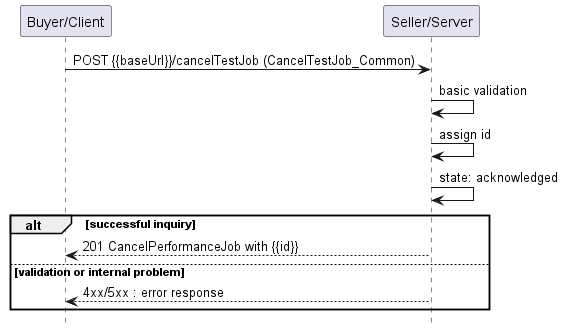 Buyer/Client
Seller/Server
POST {{baseUrl}}/cancelTestJob (CancelTestJob_Common)
basic validation
assign id
state: acknowledged
alt
[successful inquiry]
201 CancelPerformanceJob with {{id}}
[validation or internal problem]
4xx/5xx : error response